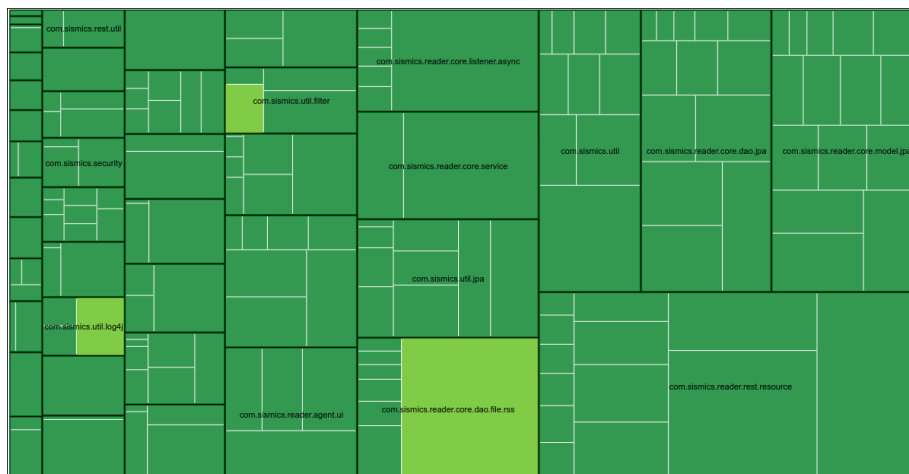 com.sismics.rest.util
com.sismics.reader.core.listener.async
com.sismics.util.filter
com.sismics.util
com.sismics.reader.core.dao.jpa
com.sismics.reader.core.model.jpa
com.sismics.security
com.sismics.reader.core.service
com.sismics.util.jpa
com.sismics.util.log4j
com.sismics.reader.rest.resource
com.sismics.reader.agent.ui
com.sismics.reader.core.dao.file.rss